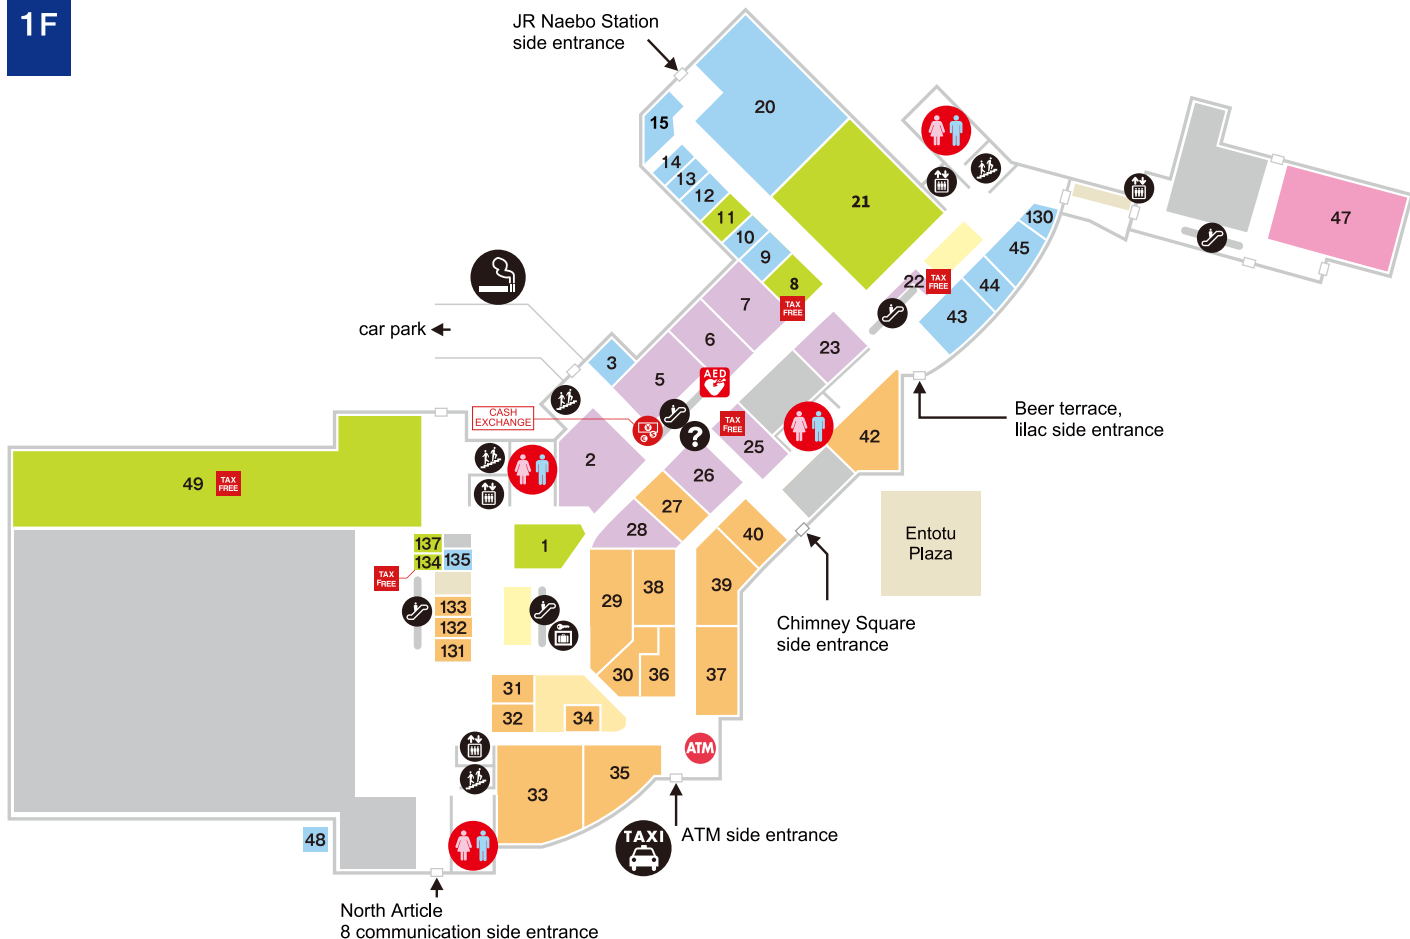 1F
JR Naebo Station
side entrance
20
15
14
13
12
11
10
9
8
TAX
FREE
21
130
45
44
43
22
TAX
FREE
47
7
6
5
3
car park
23
AED
CASH
EXCHANGE
?
TAX
FREE
25
42
Beer terrace,
lilac side entrance
2
26
27
28
49
TAX
FREE
40
Entotu
Plaza
1
137
134
135
TAX
FREE
133
132
131
29
38
39
30
36
37
Chimney Square
side entrance
31
32
34
ATM
33
35
48
TAXI
ATM side entrance
North Article
8 communication side entrance